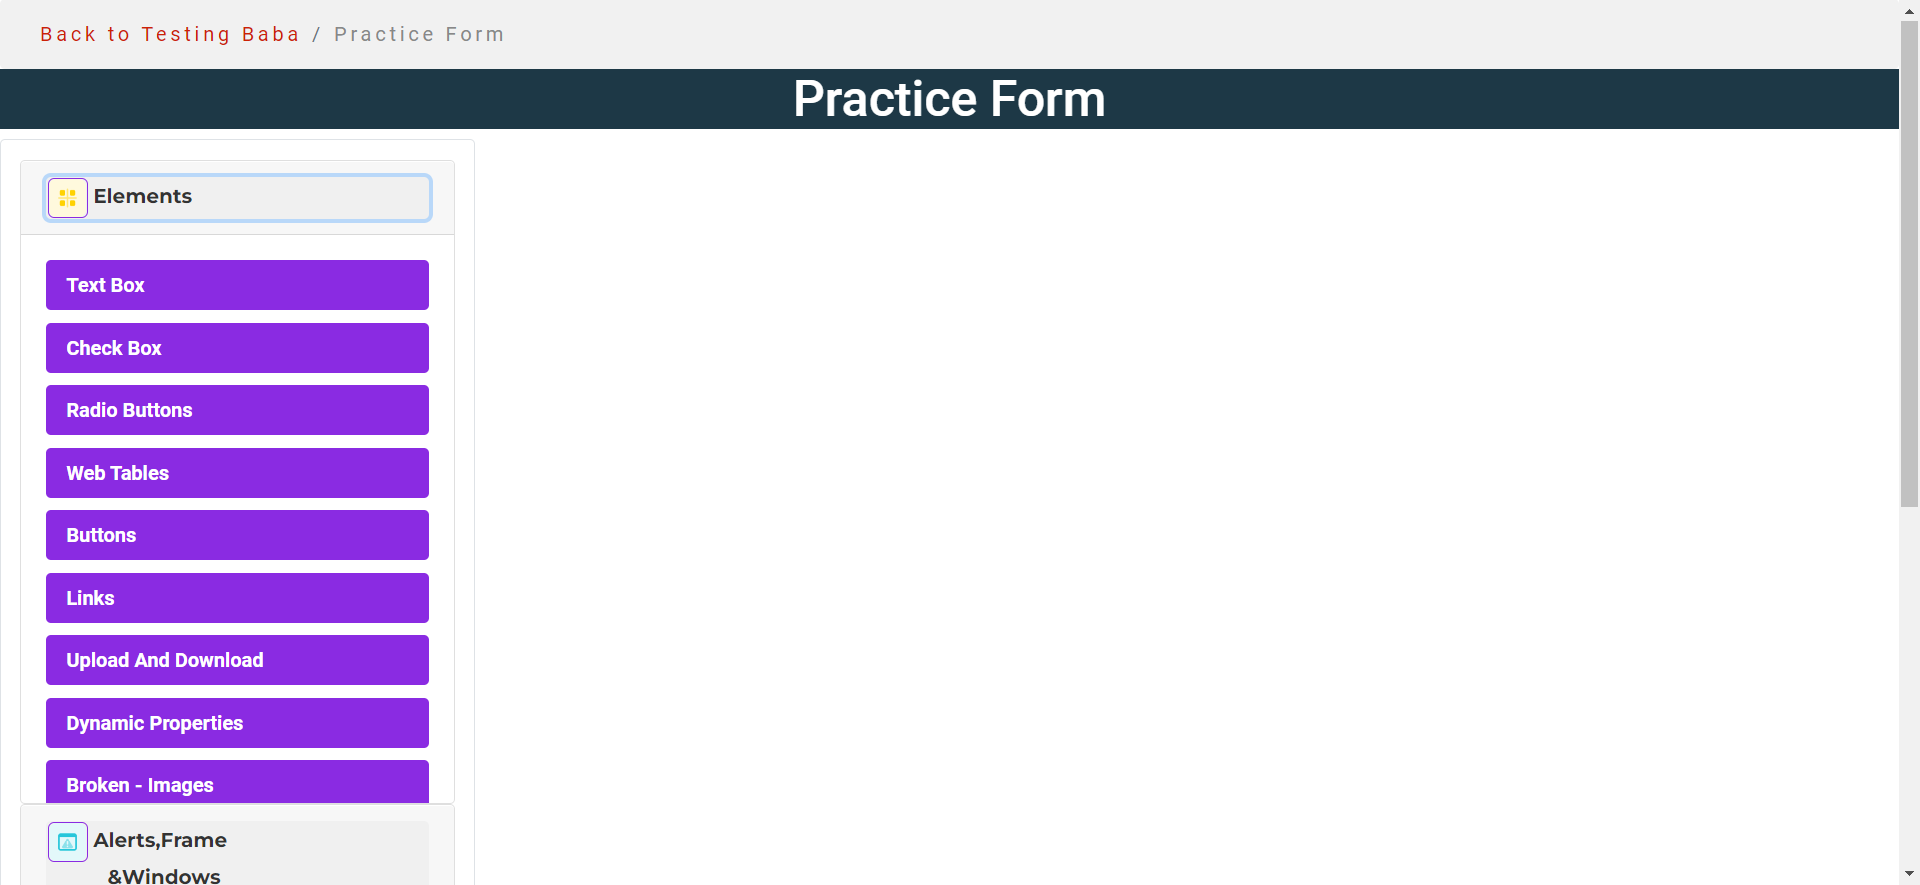 Back to Testing Baba / Practice Form
Practice Form
Elements
Text Box
Check Box
Radio Buttons
Web Tables
Buttons
Links
Upload And Download
Dynamic Properties
Broken - Images
Alerts,Frame
&Windows